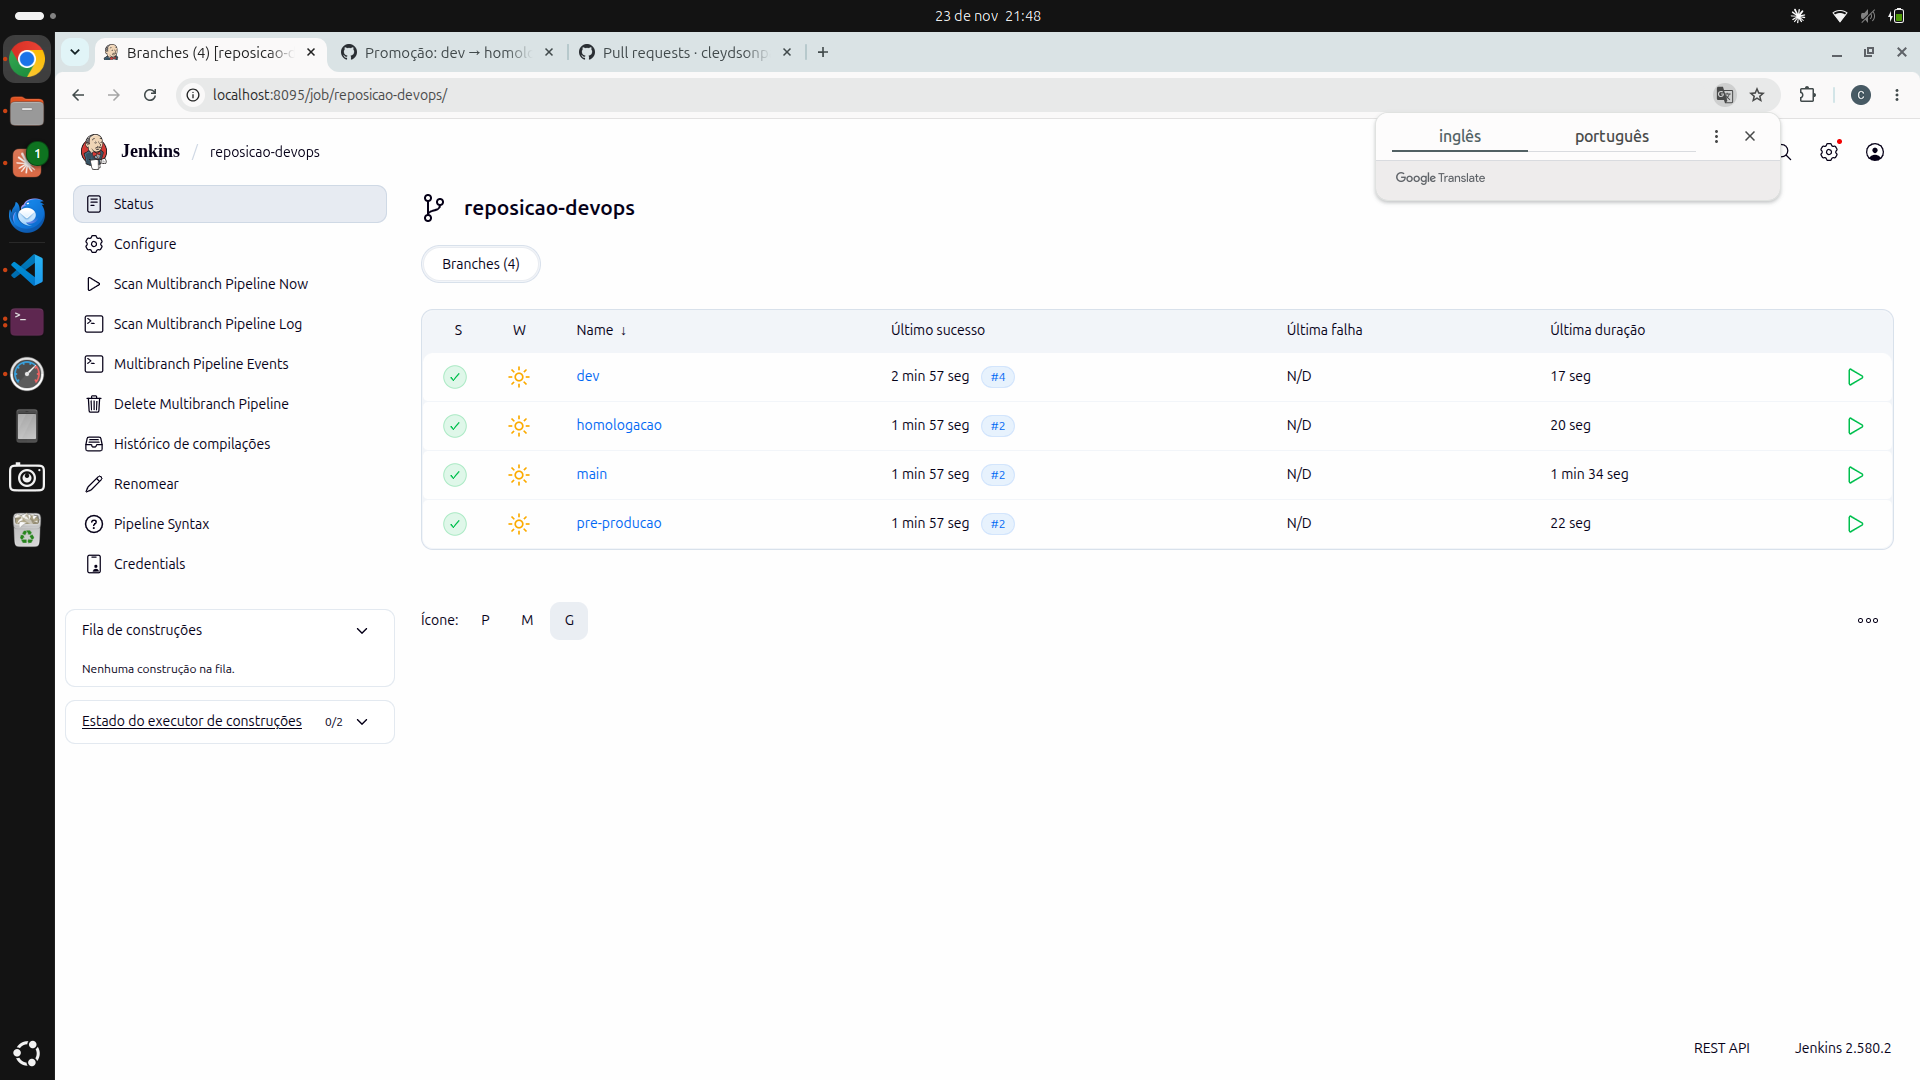 23 de nov 21:48
Branches (4) [reposicao-d
Promoção: dev → homolo
Pull requests · cleydsonp
localhost:8095/job/reposicao-devops/
C
1
inglês português
Google Translate
Jenkins / reposicao-devops
Status
Configure
Scan Multibranch Pipeline Now
Scan Multibranch Pipeline Log
Multibranch Pipeline Events
Delete Multibranch Pipeline
Histórico de compilações
Renomear
Pipeline Syntax
Credentials
Fila de construções
Nenhuma construção na fila.
Estado do executor de construções 0/2
reposicao-devops
Branches (4)
S W Name ↓ Último sucesso Última falha Última duração
dev 2 min 57 seg #4 N/D 17 seg
homologacao 1 min 57 seg #2 N/D 20 seg
main 1 min 57 seg #2 N/D 1 min 34 seg
pre-producao 1 min 57 seg #2 N/D 22 seg
Ícone: P M G
REST API Jenkins 2.580.2